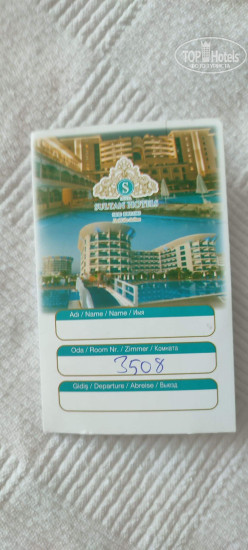 TOP Hotels
S
SULTAN HOTELS
Adı / Name / Name / Имя
Oda / Room Nr. / Zimmer / Комната
3508
Gidiş / Departure / Abreise / Выезд